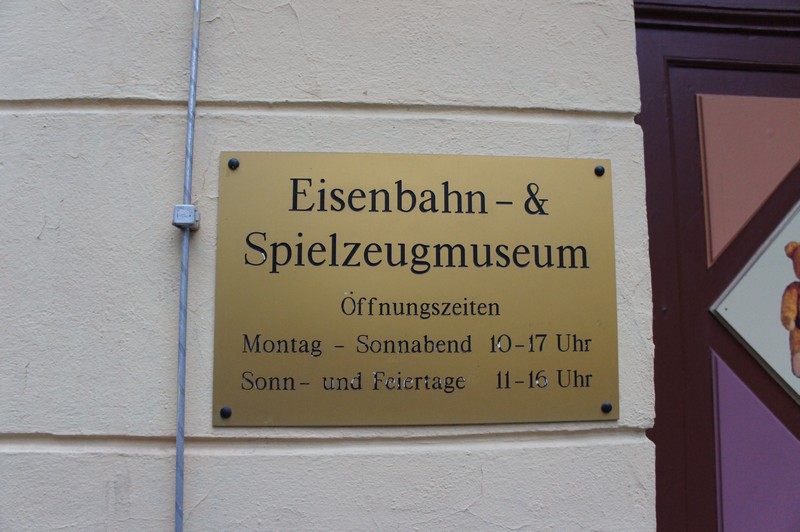 Eisenbahn - &
Spielzeugmuseum
Öffnungszeiten
Montag - Sonnabend 10-17 Uhr
Sonn- und Feiertage 11-16 Uhr